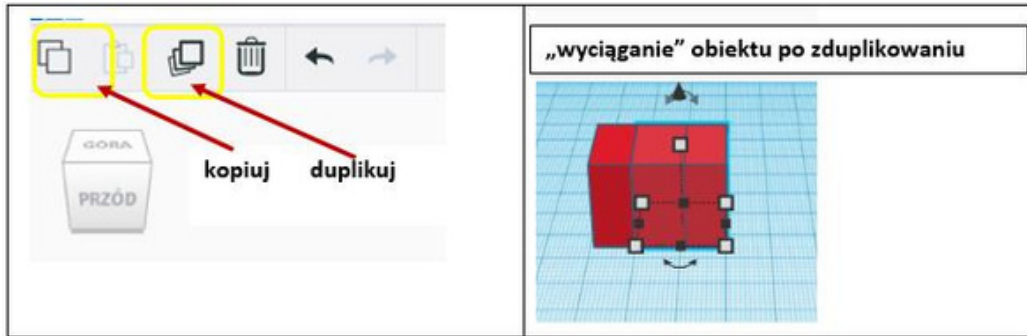 kopiuj
duplikuj
GÓRA
PRZÓD
„wyciąganie” obiektu po zduplikowaniu